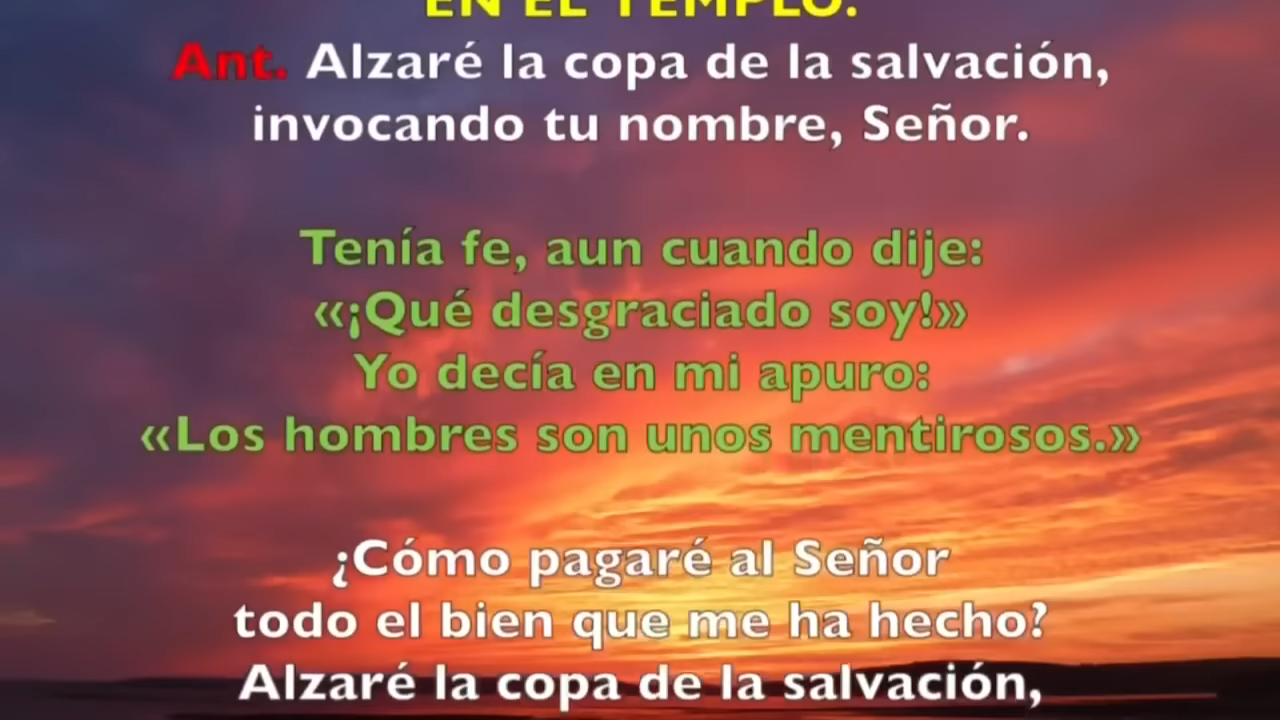 EN EL TEMPLO.
Ant. Alzaré la copa de la salvación,
invocando tu nombre, Señor.
Tenía fe, aun cuando dije:
«¡Qué desgraciado soy!»
Yo decía en mi apuro:
«Los hombres son unos mentirosos.»
¿Cómo pagaré al Señor
todo el bien que me ha hecho?
Alzaré la copa de la salvación,